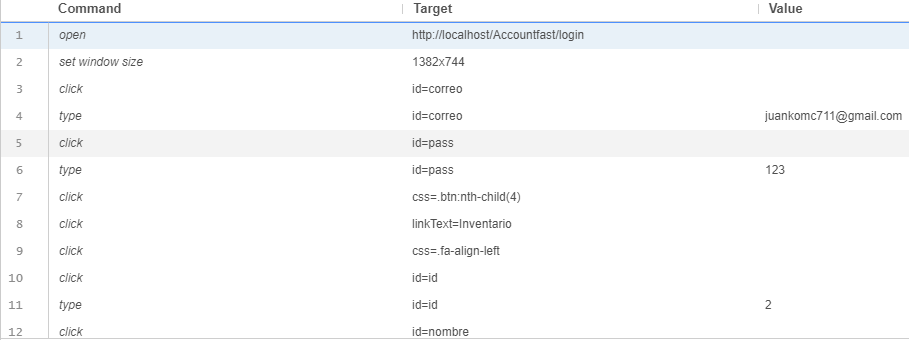 Command Target Value
1 open http://localhost/Accountfast/login
2 set window size 1382x744
3 click id=correo
4 type id=correo juankomc711@gmail.com
5 click id=pass
6 type id=pass 123
7 click css=.btn:nth-child(4)
8 click linkText=Inventario
9 click css=.fa-align-left
10 click id=id
11 type id=id 2
12 click id=nombre